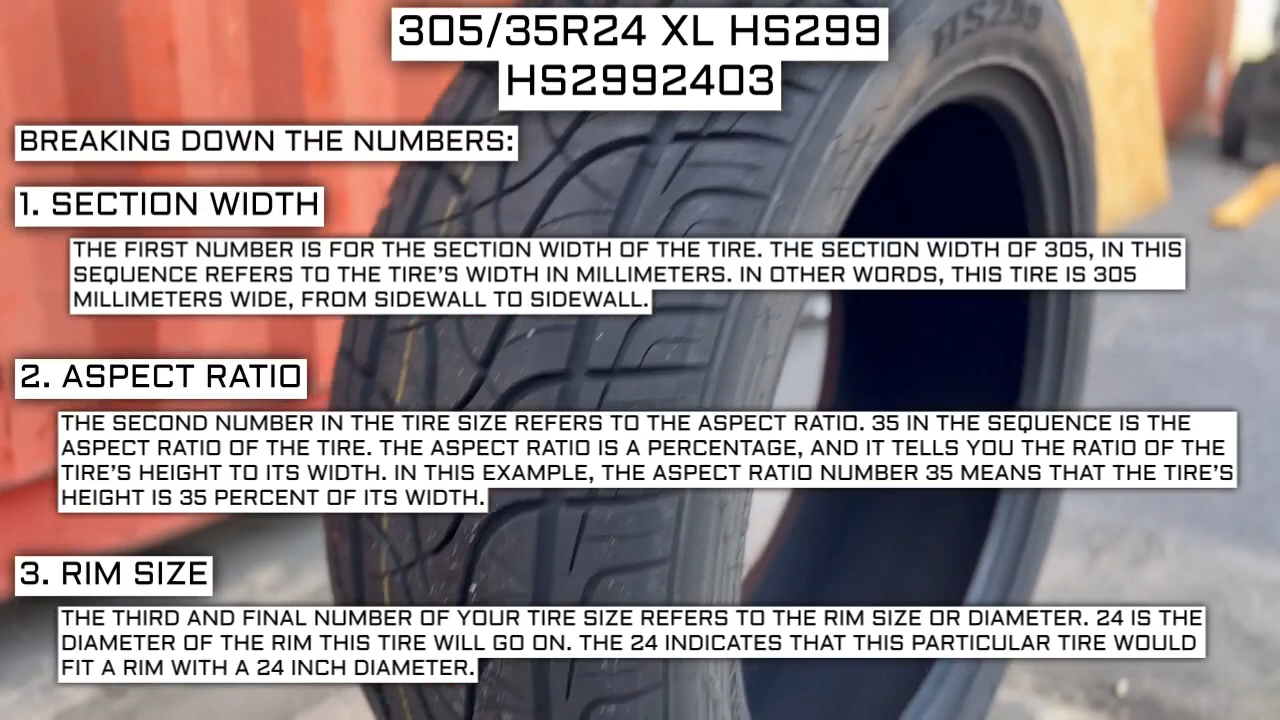 305/35R24 XL HS299
HS2992403
HS299
BREAKING DOWN THE NUMBERS:
1. SECTION WIDTH
THE FIRST NUMBER IS FOR THE SECTION WIDTH OF THE TIRE. THE SECTION WIDTH OF 305, IN THIS
SEQUENCE REFERS TO THE TIRE'S WIDTH IN MILLIMETERS. IN OTHER WORDS, THIS TIRE IS 305
MILLIMETERS WIDE, FROM SIDEWALL TO SIDEWALL.
2. ASPECT RATIO
THE SECOND NUMBER IN THE TIRE SIZE REFERS TO THE ASPECT RATIO. 35 IN THE SEQUENCE IS THE
ASPECT RATIO OF THE TIRE. THE ASPECT RATIO IS A PERCENTAGE, AND IT TELLS YOU THE RATIO OF THE
TIRE'S HEIGHT TO ITS WIDTH. IN THIS EXAMPLE, THE ASPECT RATIO NUMBER 35 MEANS THAT THE TIRE'S
HEIGHT IS 35 PERCENT OF ITS WIDTH.
3. RIM SIZE
THE THIRD AND FINAL NUMBER OF YOUR TIRE SIZE REFERS TO THE RIM SIZE OR DIAMETER. 24 IS THE
DIAMETER OF THE RIM THIS TIRE WILL GO ON. THE 24 INDICATES THAT THIS PARTICULAR TIRE WOULD
FIT A RIM WITH A 24 INCH DIAMETER.